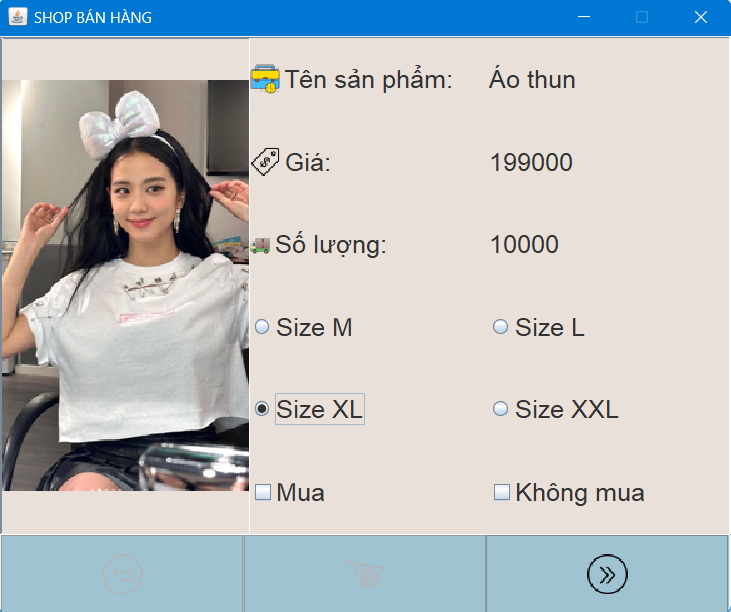 SHOP BÁN HÀNG
Tên sản phẩm: Áo thun
Giá: 199000
Số lượng: 10000
Size M Size L
Size XL Size XXL
Mua Không mua